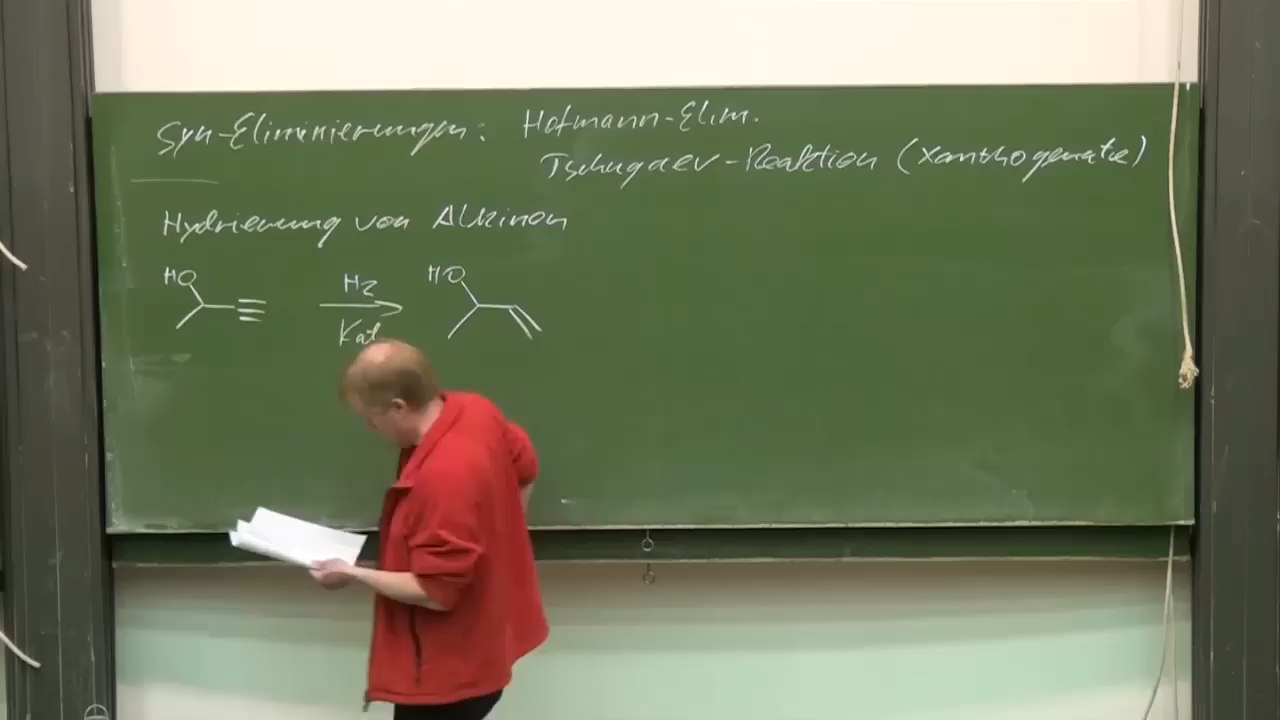 Syn-Eliminierungen: Hofmann-Elim.
Tschugaev-Reaktion (Xanthogenate)
Hydrierung von Alkinen
HO H2 HO
Kat